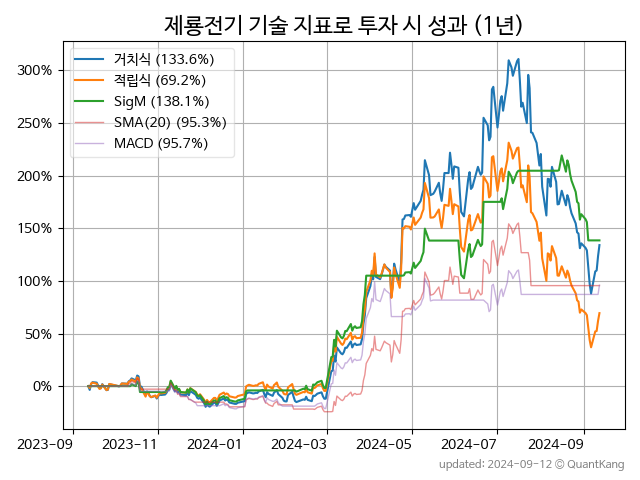 제룡전기 기술 지표로 투자 시 성과 (1년)
거치식 (133.6%)
적립식 (69.2%)
SigM (138.1%)
SMA(20) (95.3%)
MACD (95.7%)
300%
250%
200%
150%
100%
50%
0%
2023-09 2023-11 2024-01 2024-03 2024-05 2024-07 2024-09
updated: 2024-09-12 © QuantKang